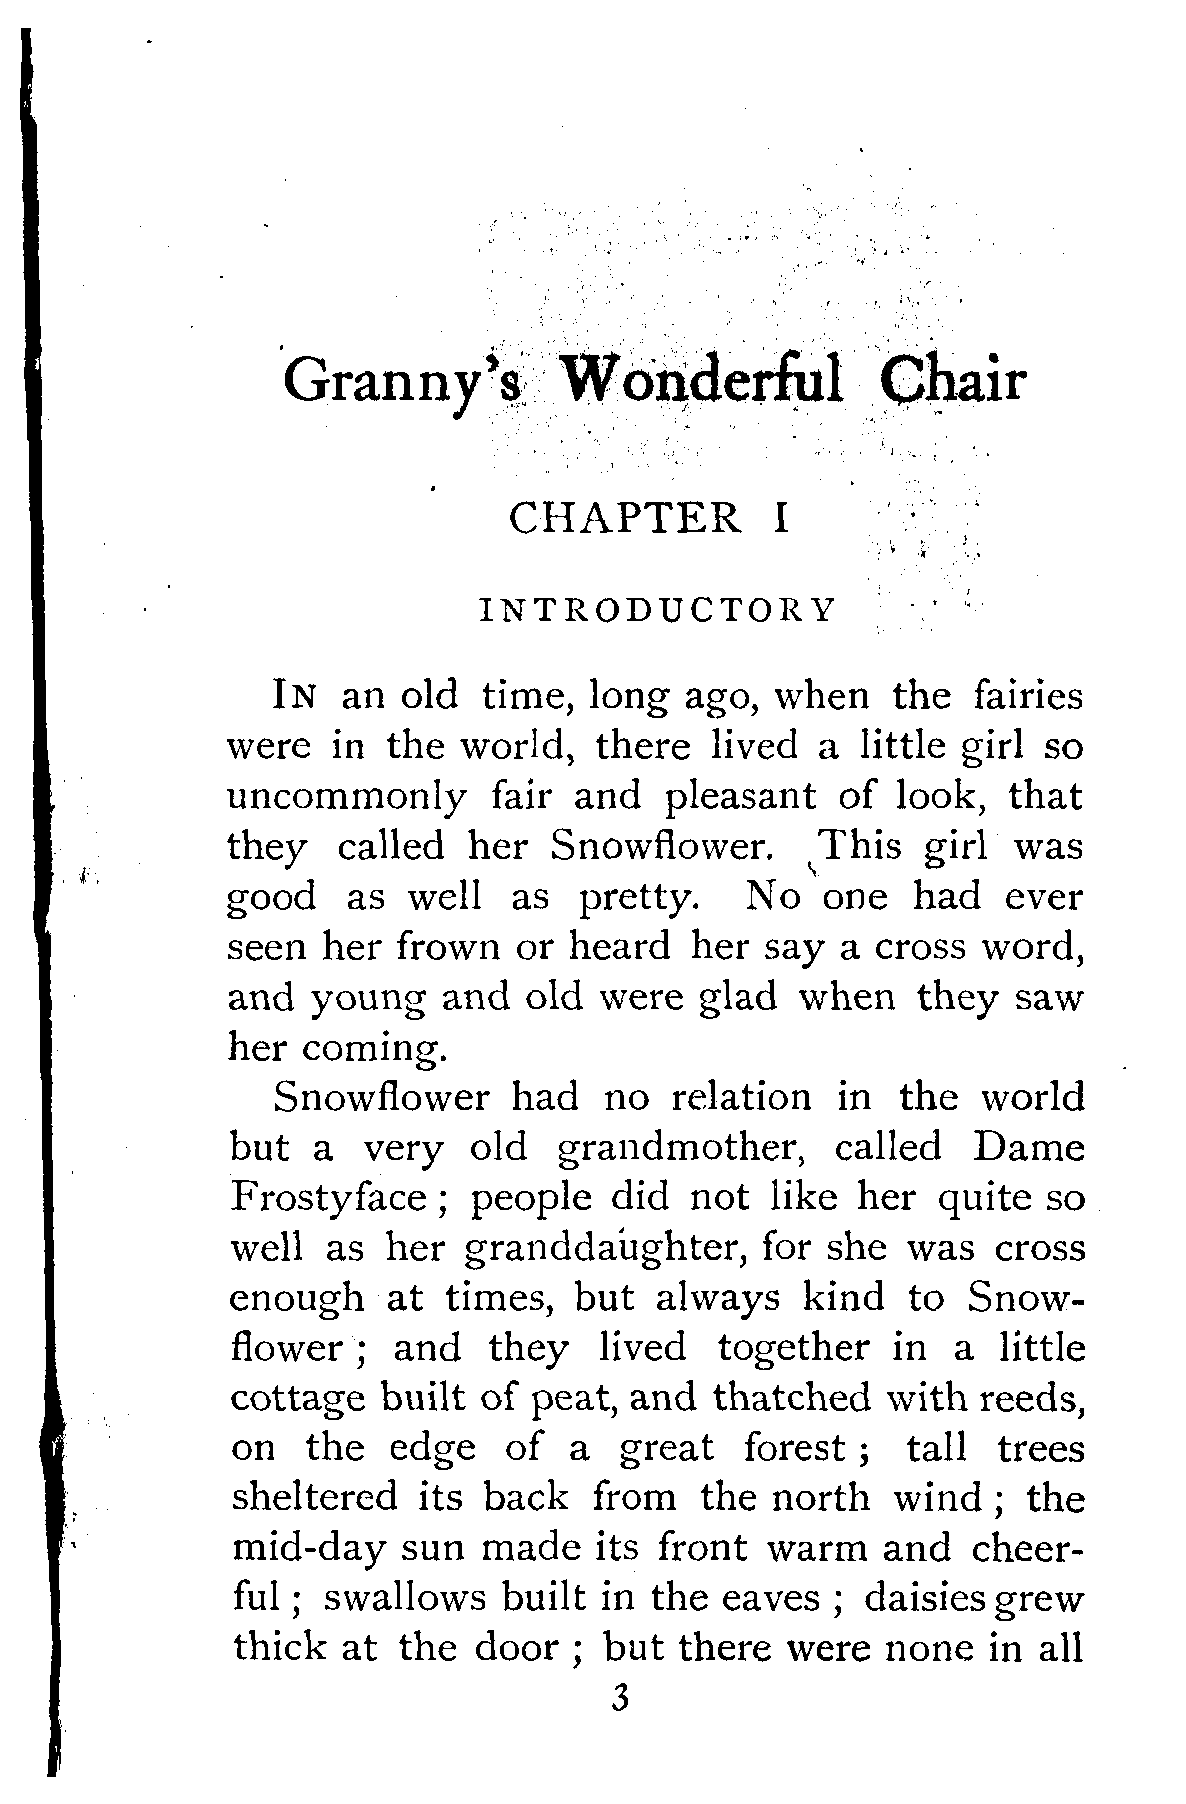 Granny's Wonderful Chair
CHAPTER I
INTRODUCTORY
IN an old time, long ago, when the fairies
were in the world, there lived a little girl so
uncommonly fair and pleasant of look, that
they called her Snowflower. This girl was
good as well as pretty. No one had ever
seen her frown or heard her say a cross word,
and young and old were glad when they saw
her coming.
Snowflower had no relation in the world
but a very old grandmother, called Dame
Frostyface ; people did not like her quite so
well as her granddaughter, for she was cross
enough at times, but always kind to Snow-
flower ; and they lived together in a little
cottage built of peat, and thatched with reeds,
on the edge of a great forest ; tall trees
sheltered its back from the north wind ; the
mid-day sun made its front warm and cheer-
ful ; swallows built in the eaves ; daisies grew
thick at the door ; but there were none in all
3